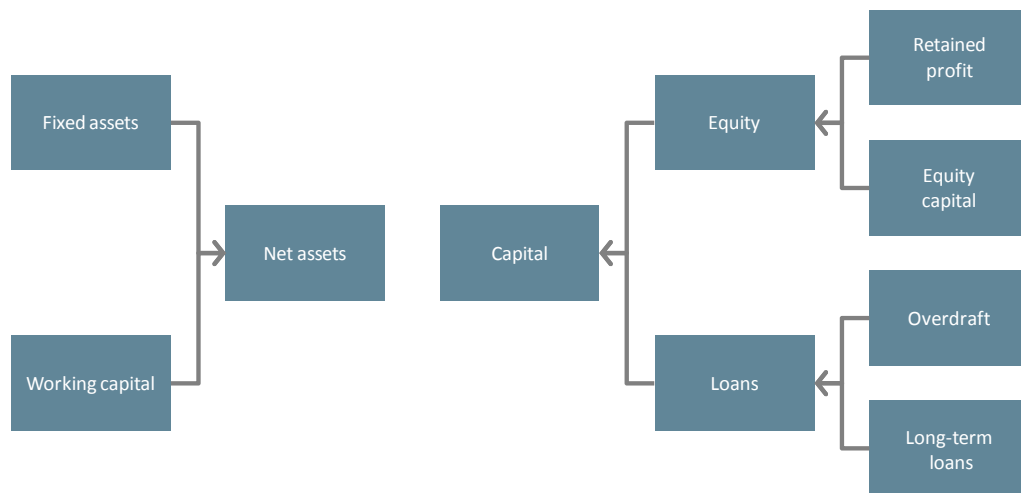 Retained
profit
Fixed assets
Equity
Equity
capital
Net assets
Capital
Overdraft
Working capital
Loans
Long-term
loans